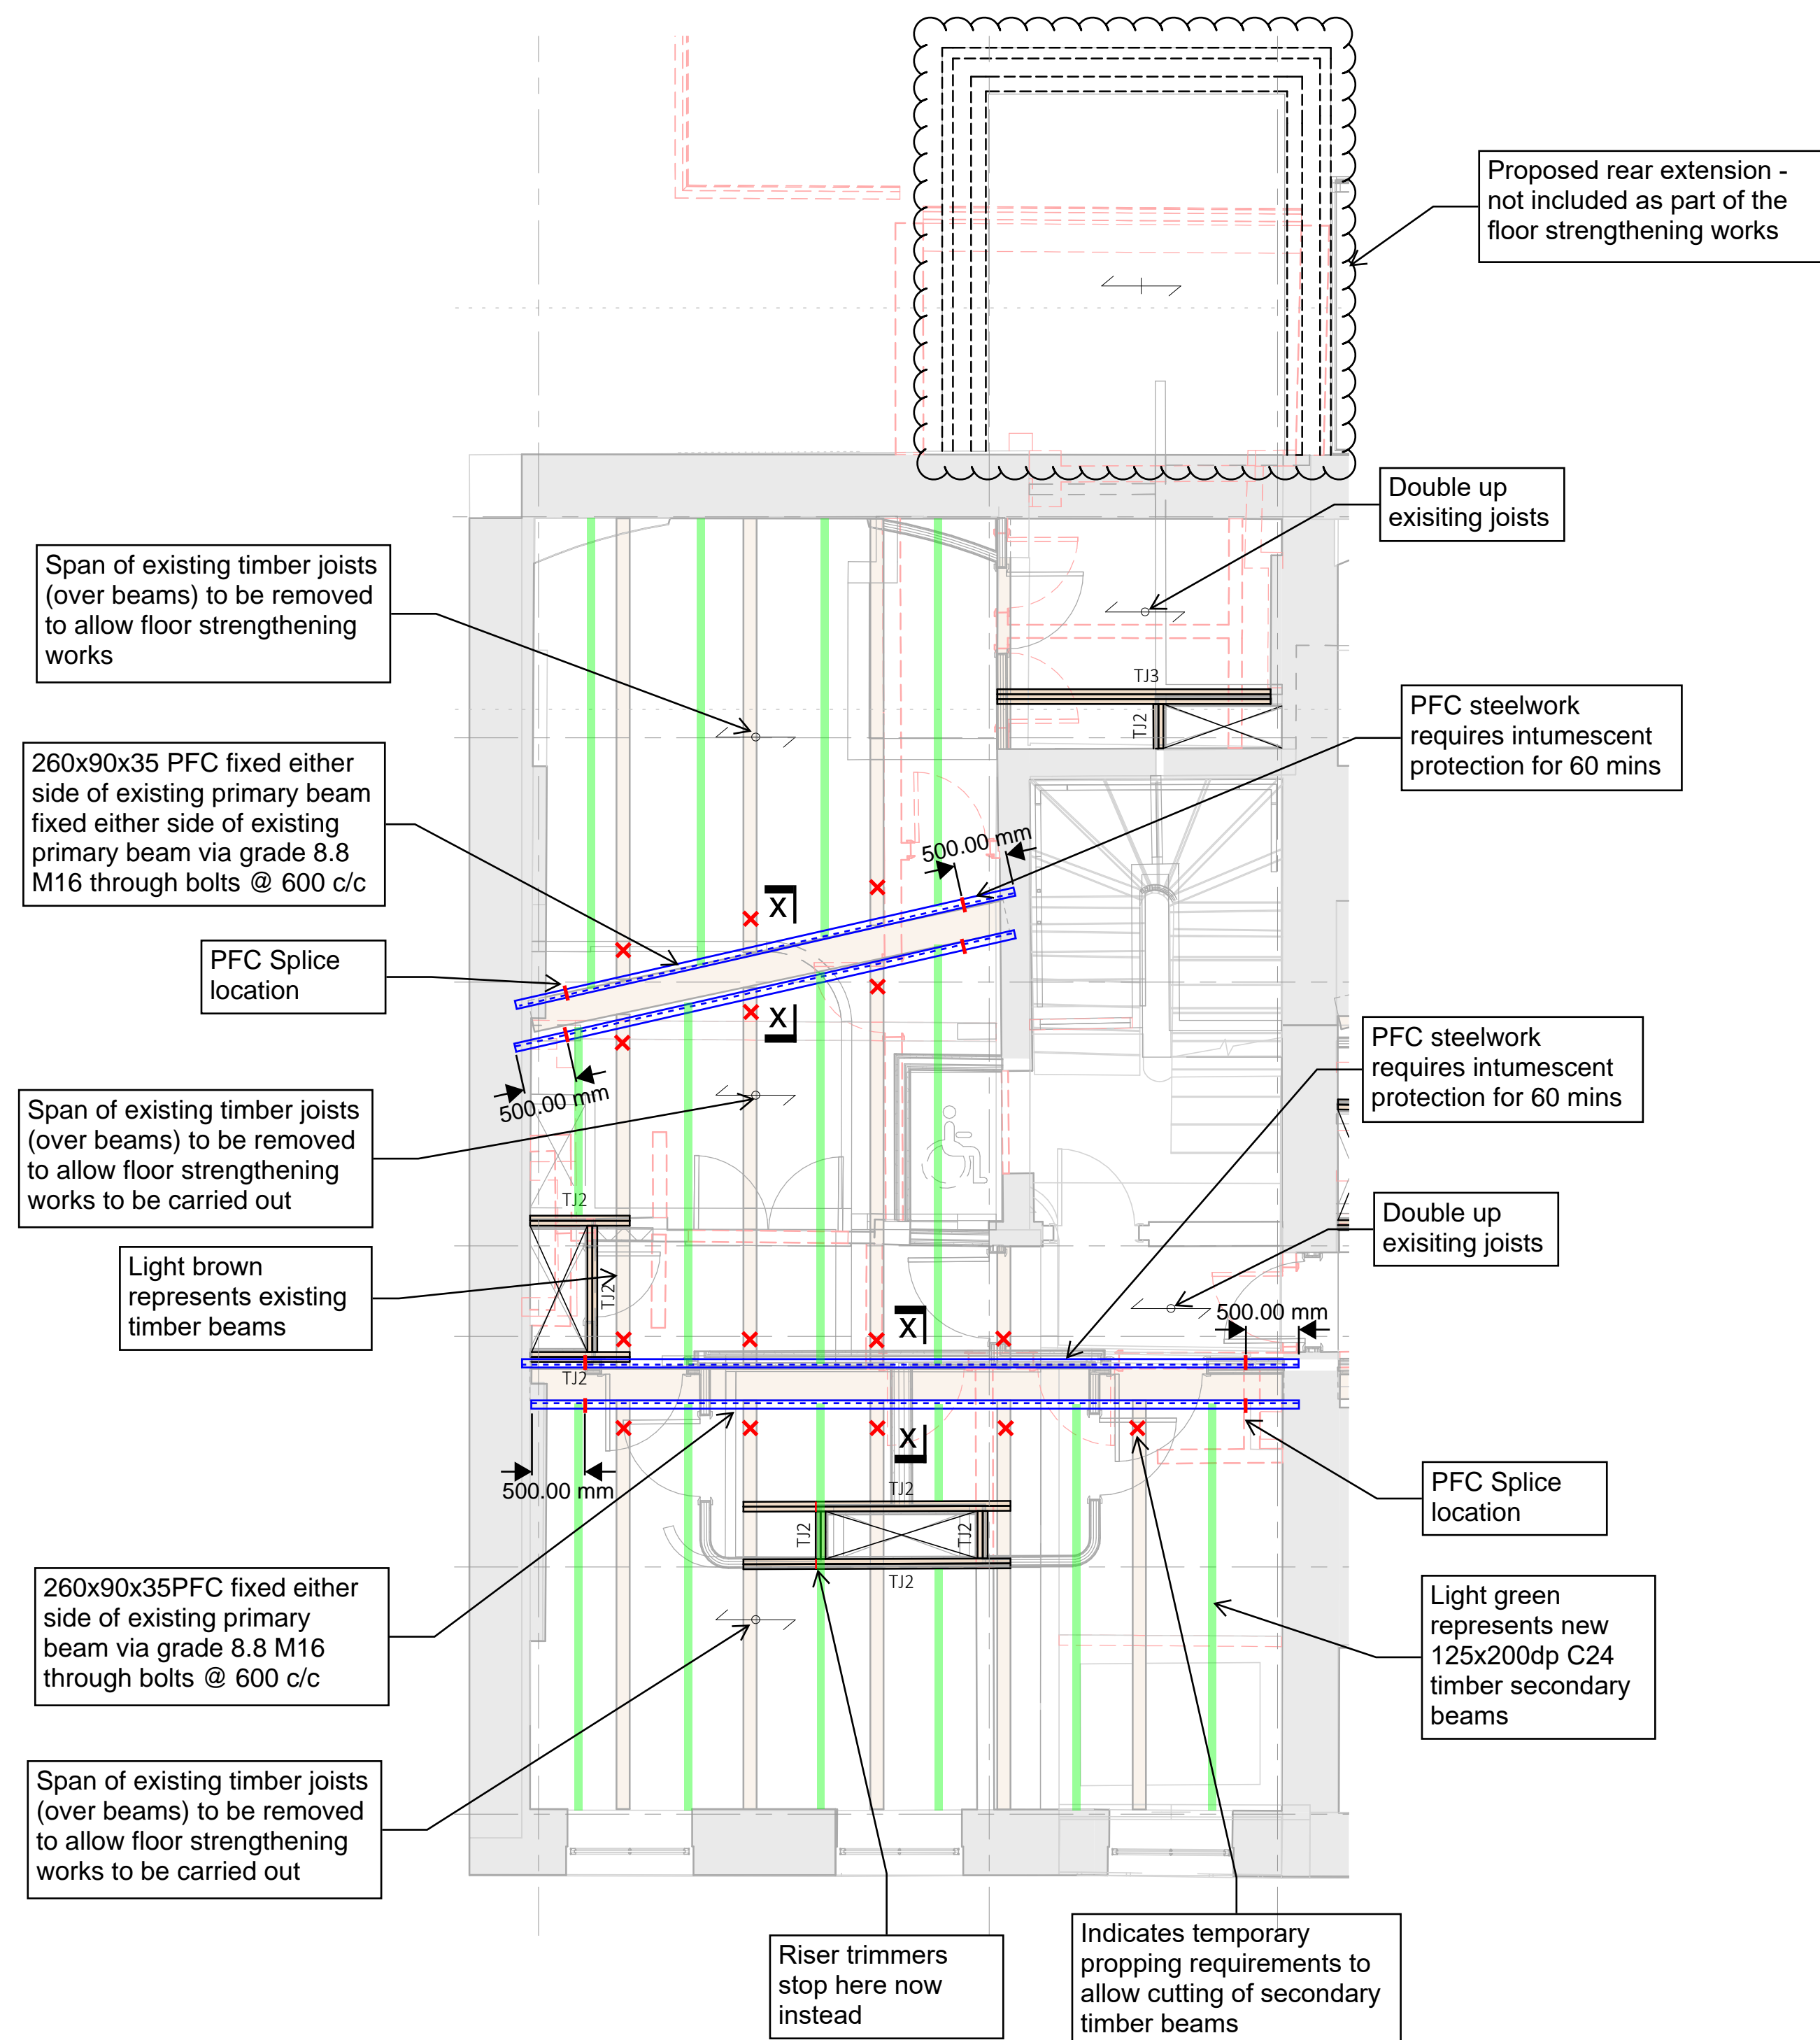 Proposed rear extension -
not included as part of the
floor strengthening works
Double up
exisiting joists
Span of existing timber joists
(over beams) to be removed
to allow floor strengthening
works
TJ3
TJ2
PFC steelwork
requires intumescent
protection for 60 mins
260x90x35 PFC fixed either
side of existing primary beam
fixed either side of existing
primary beam via grade 8.8
M16 through bolts @ 600 c/c
500.00 mm
X
PFC Splice
location
X
PFC steelwork
requires intumescent
protection for 60 mins
500.00 mm
Span of existing timber joists
(over beams) to be removed
to allow floor strengthening
works to be carried out
TJ2
Double up
exisiting joists
Light brown
represents existing
timber beams
TJ2
500.00 mm
X
TJ2
X
500.00 mm
PFC Splice
location
TJ2
TJ2
TJ2
TJ2
260x90x35PFC fixed either
side of existing primary
beam via grade 8.8 M16
through bolts @ 600 c/c
Light green
represents new
125x200dp C24
timber secondary
beams
Span of existing timber joists
(over beams) to be removed
to allow floor strengthening
works to be carried out
Riser trimmers
stop here now
instead
Indicates temporary
propping requirements to
allow cutting of secondary
timber beams